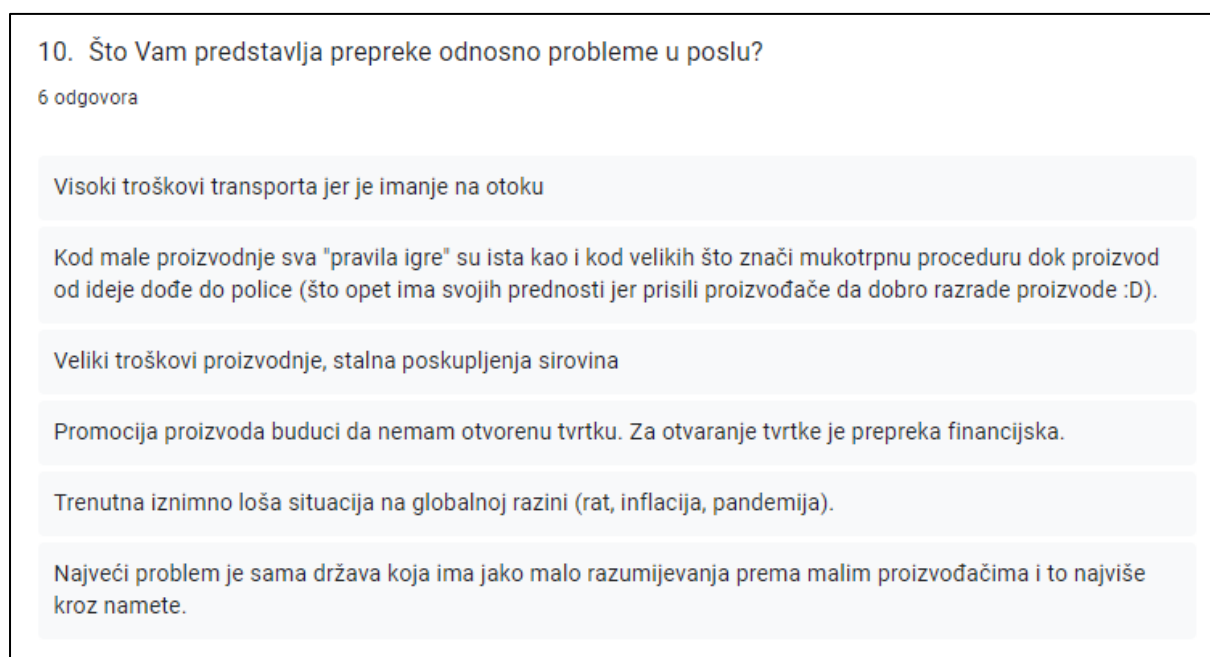 10. Što Vam predstavlja prepreke odnosno probleme u poslu?
6 odgovora
Visoki troškovi transporta jer je imanje na otoku
Kod male proizvodnje sva "pravila igre" su ista kao i kod velikih što znači mukotrpnu proceduru dok proizvod
od ideje dođe do police (što opet ima svojih prednosti jer prisili proizvođače da dobro razrade proizvode :D).
Veliki troškovi proizvodnje, stalna poskupljenja sirovina
Promocija proizvoda buduci da nemam otvorenu tvrtku. Za otvaranje tvrtke je prepreka financijska.
Trenutna iznimno loša situacija na globalnoj razini (rat, inflacija, pandemija).
Najveći problem je sama država koja ima jako malo razumijevanja prema malim proizvođačima i to najviše
kroz namete.